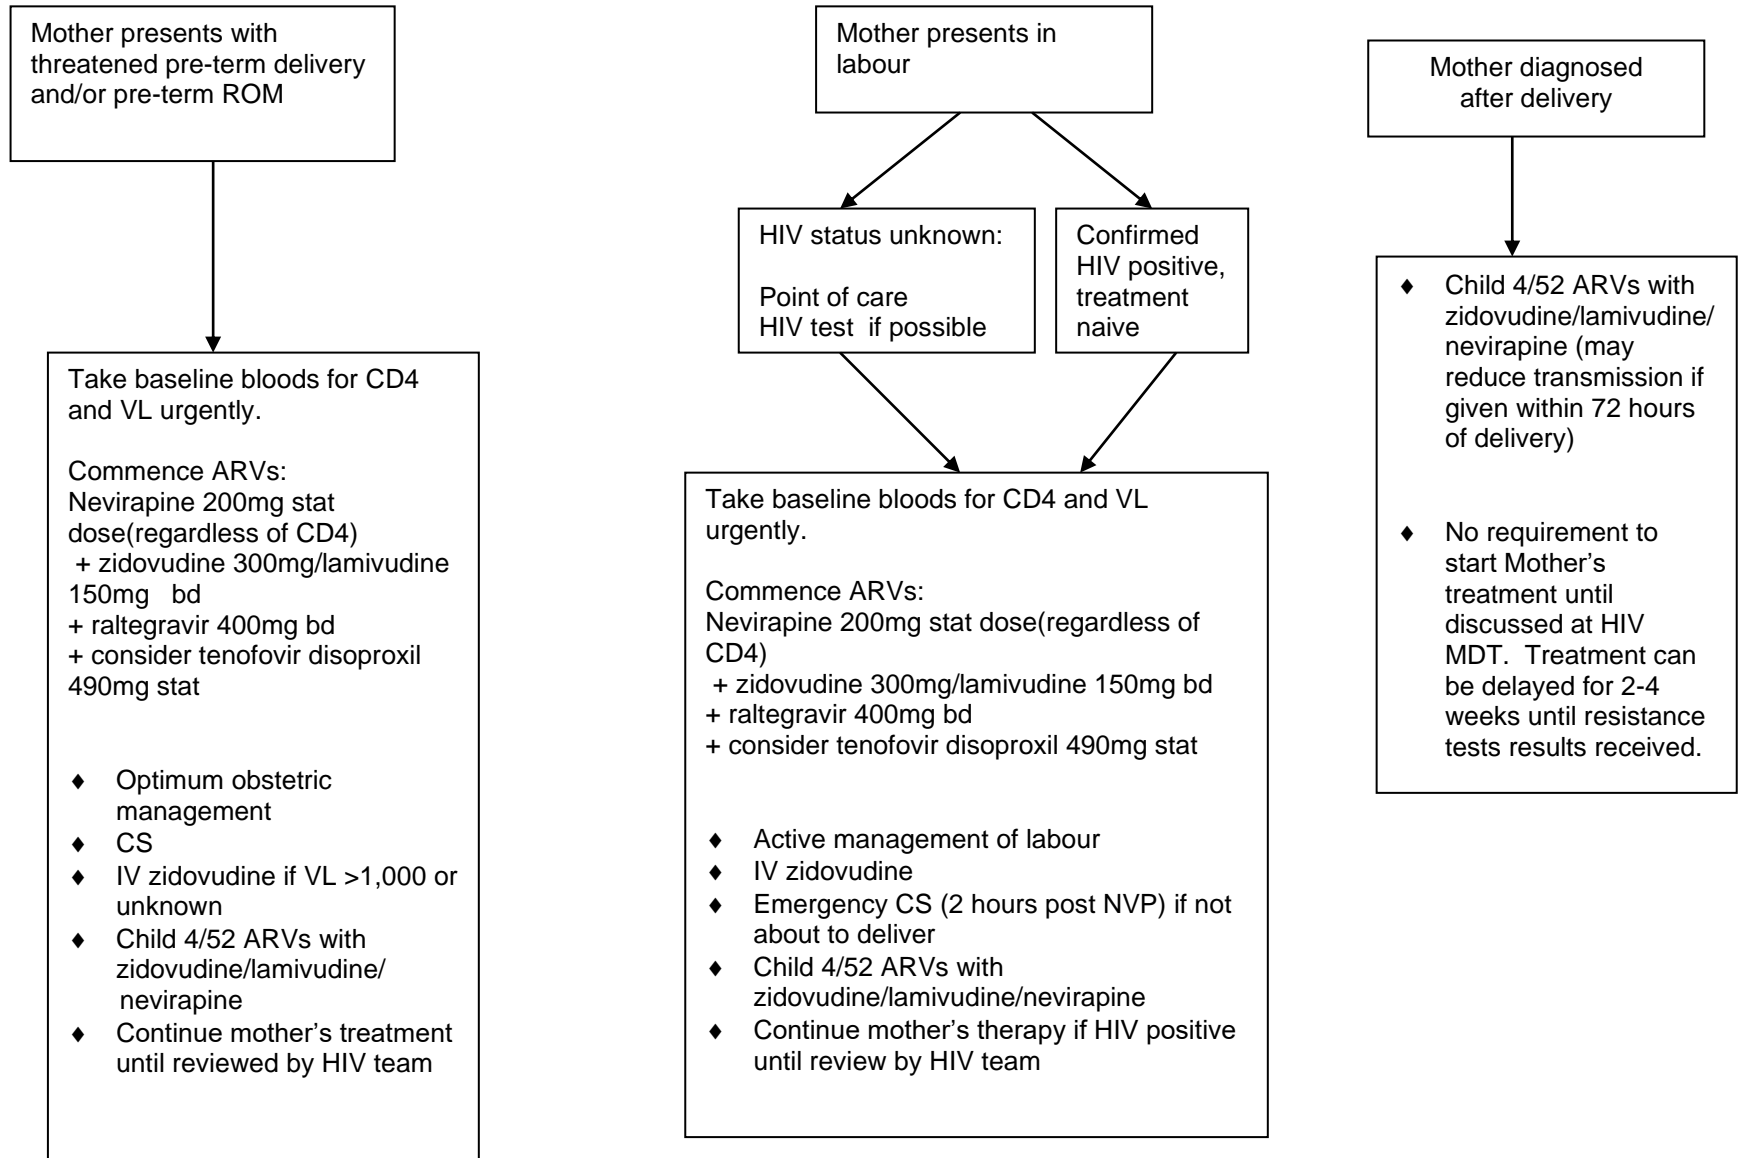 Mother presents with
threatened pre-term delivery
and/or pre-term ROM
Take baseline bloods for CD4
and VL urgently.
Commence ARVs:
Nevirapine 200mg stat
dose(regardless of CD4)
+ zidovudine 300mg/lamivudine
150mg bd
+ raltegravir 400mg bd
+ consider tenofovir disoproxil
490mg stat
♦ Optimum obstetric
management
♦ CS
♦ IV zidovudine if VL >1,000 or
unknown
♦ Child 4/52 ARVs with
zidovudine/lamivudine/
nevirapine
♦ Continue mother's treatment
until reviewed by HIV team
Mother presents in
labour
HIV status unknown:
Point of care
HIV test if possible
Confirmed
HIV positive,
treatment
naive
Take baseline bloods for CD4 and VL
urgently.
Commence ARVs:
Nevirapine 200mg stat dose(regardless of
CD4)
+ zidovudine 300mg/lamivudine 150mg bd
+ raltegravir 400mg bd
+ consider tenofovir disoproxil 490mg stat
♦ Active management of labour
♦ IV zidovudine
♦ Emergency CS (2 hours post NVP) if not
about to deliver
♦ Child 4/52 ARVs with
zidovudine/lamivudine/nevirapine
♦ Continue mother's therapy if HIV positive
until review by HIV team
Mother diagnosed
after delivery
♦ Child 4/52 ARVs with
zidovudine/lamivudine/
nevirapine (may
reduce transmission if
given within 72 hours
of delivery)
♦ No requirement to
start Mother's
treatment until
discussed at HIV
MDT. Treatment can
be delayed for 2-4
weeks until resistance
tests results received.